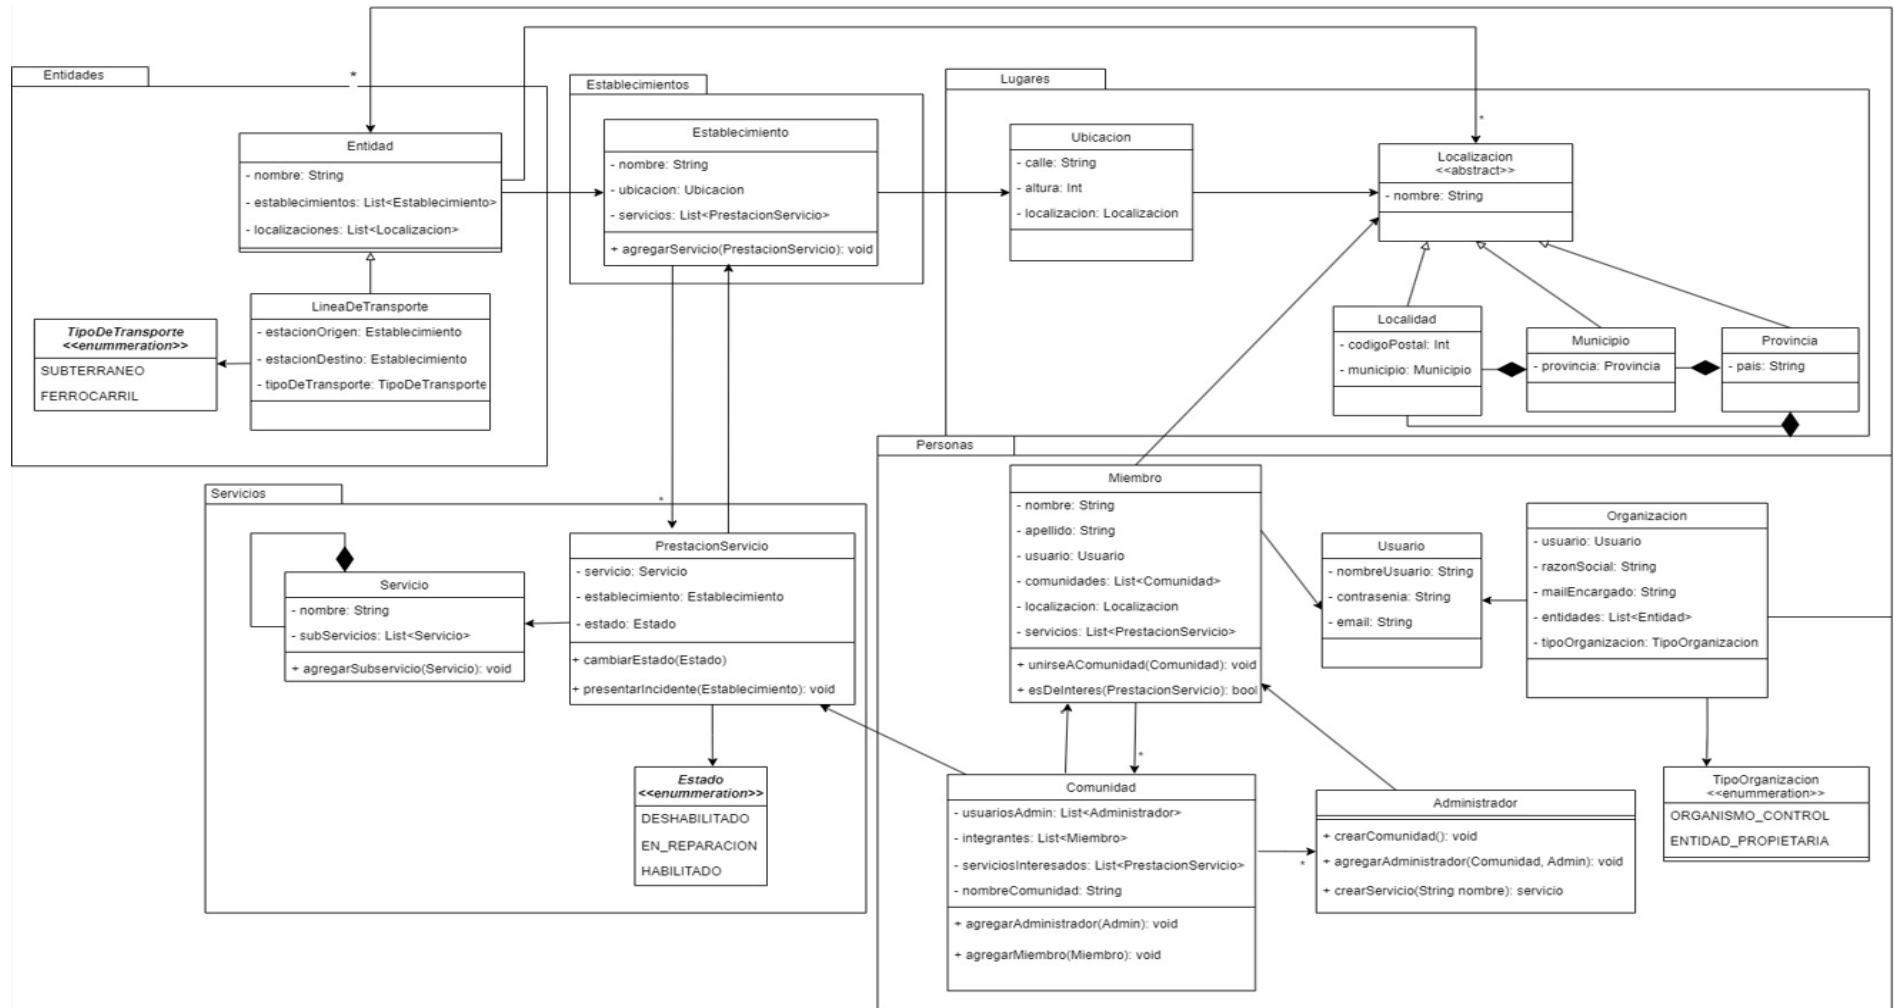 Entidades
*
Entidad
- nombre: String
- establecimientos: List<Establecimiento>
- localizaciones: List<Localizacion>
LineaDeTransporte
- estacionOrigen: Establecimiento
- estacionDestino: Establecimiento
- tipoDeTransporte: TipoDeTransporte
TipoDeTransporte
<<enummeration>>
SUBTERRANEO
FERROCARRIL
Establecimientos
Establecimiento
- nombre: String
- ubicacion: Ubicacion
- servicios: List<PrestacionServicio>
+ agregarServicio(PrestacionServicio): void
Lugares
Ubicacion
- calle: String
- altura: Int
- localizacion: Localizacion
*
Localizacion
<<abstract>>
- nombre: String
Localidad
- codigoPostal: Int
- municipio: Municipio
Municipio
- provincia: Provincia
Provincia
- pais: String
Servicios
*
Servicio
- nombre: String
- subServicios: List<Servicio>
+ agregarSubservicio(Servicio): void
PrestacionServicio
- servicio: Servicio
- establecimiento: Establecimiento
- estado: Estado
+ cambiarEstado(Estado)
+ presentarIncidente(Establecimiento): void
Estado
<<enummeration>>
DESHABILITADO
EN_REPARACION
HABILITADO
Personas
Miembro
- nombre: String
- apellido: String
- usuario: Usuario
- comunidades: List<Comunidad>
- localizacion: Localizacion
- servicios: List<PrestacionServicio>
+ unirseAComunidad(Comunidad): void
+ esDeInteres(PrestacionServicio): bool
Usuario
- nombreUsuario: String
- contrasenia: String
- email: String
Organizacion
- usuario: Usuario
- razonSocial: String
- mailEncargado: String
- entidades: List<Entidad>
- tipoOrganizacion: TipoOrganizacion
*
*
Comunidad
- usuariosAdmin: List<Administrador>
- integrantes: List<Miembro>
- serviciosInteresados: List<PrestacionServicio>
- nombreComunidad: String
+ agregarAdministrador(Admin): void
+ agregarMiembro(Miembro): void
*
Administrador
+ crearComunidad(): void
+ agregarAdministrador(Comunidad, Admin): void
+ crearServicio(String nombre): servicio
TipoOrganizacion
<<enummeration>>
ORGANISMO_CONTROL
ENTIDAD_PROPIETARIA